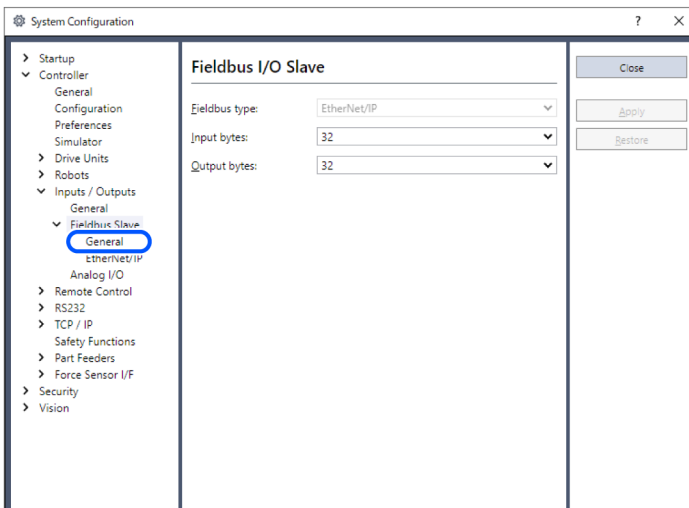 System Configuration
?
Startup
Controller
General
Configuration
Preferences
Simulator
Drive Units
Robots
Inputs / Outputs
General
Fieldbus Slave
General
EtherNet/IP
Analog I/O
Remote Control
RS232
TCP / IP
Safety Functions
Part Feeders
Force Sensor I/F
Security
Vision
Fieldbus I/O Slave
Fieldbus type:
EtherNet/IP
Input bytes:
32
Output bytes:
32
Close
Apply
Restore